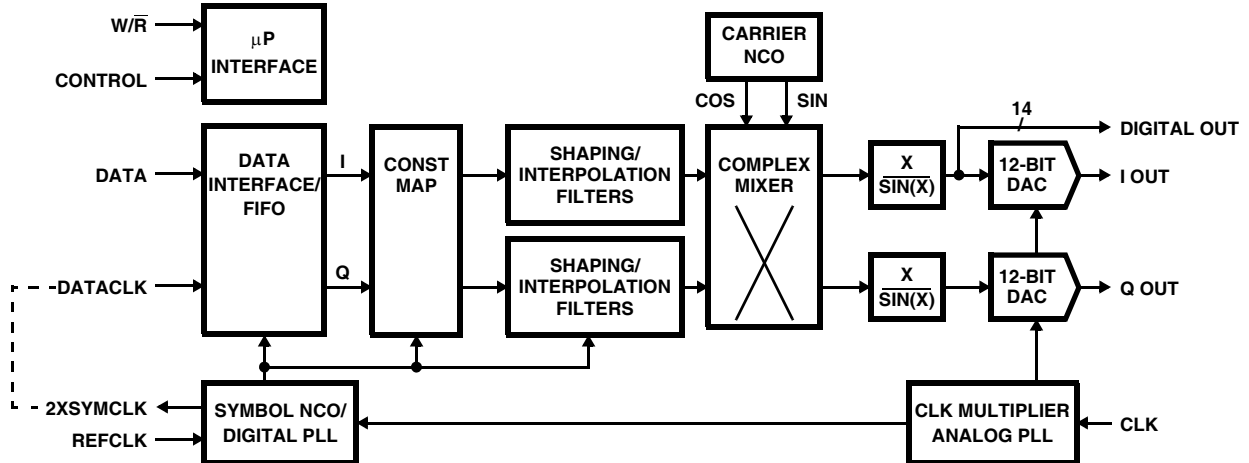 W/R̅
CONTROL
μP
INTERFACE
CARRIER
NCO
COS
SIN
14
DIGITAL OUT
DATA
DATA
INTERFACE/
FIFO
I
Q
CONST
MAP
SHAPING/
INTERPOLATION
FILTERS
SHAPING/
INTERPOLATION
FILTERS
COMPLEX
MIXER
X
SIN(X)
12-BIT
DAC
I OUT
X
SIN(X)
12-BIT
DAC
Q OUT
DATACLK
2XSYMCLK
REFCLK
SYMBOL NCO/
DIGITAL PLL
CLK MULTIPLIER
ANALOG PLL
CLK